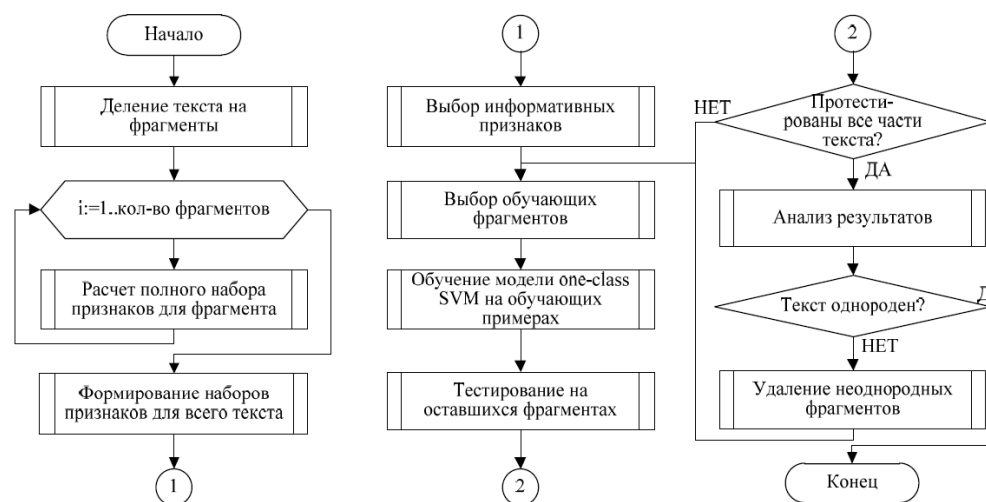 Начало
Деление текста на
фрагменты
i:=1..кол-во фрагментов
Расчет полного набора
признаков для фрагмента
Формирование наборов
признаков для всего текста
1
1
Выбор информативных
признаков
Выбор обучающих
фрагментов
Обучение модели one-class
SVM на обучающих
примерах
Тестирование на
оставшихся фрагментах
2
2
НЕТ
Протести-
рованы все части
текста?
ДА
Анализ результатов
Текст однороден?
НЕТ
Удаление неоднородных
фрагментов
Конец